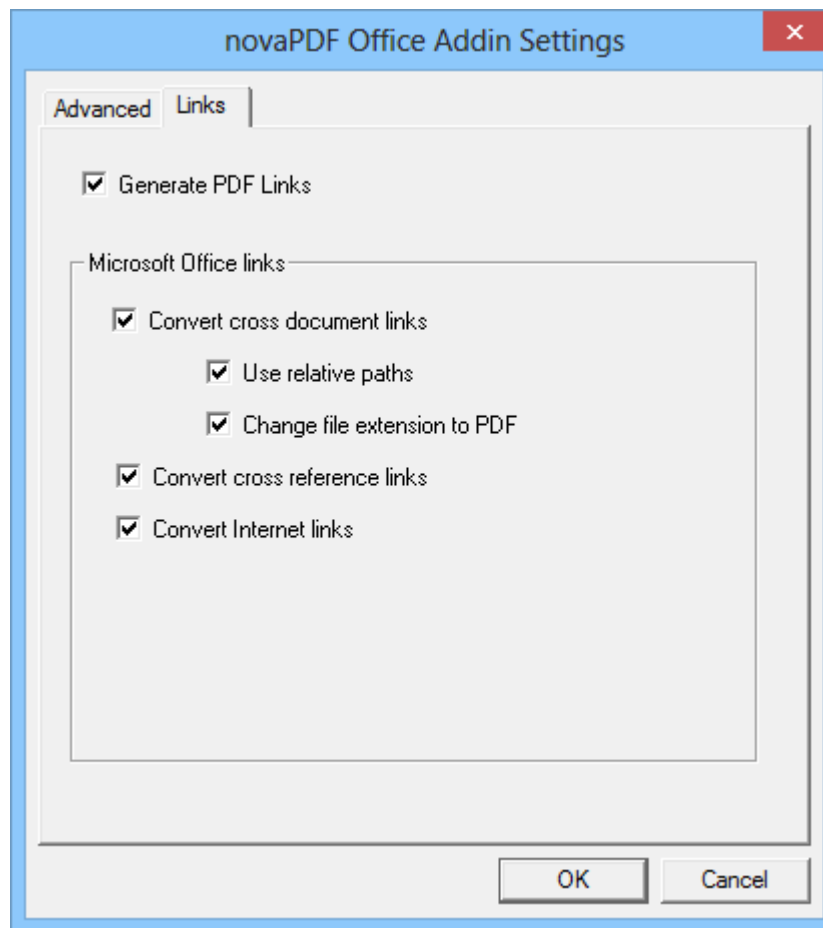 novaPDF Office Addin Settings
Advanced Links
Generate PDF Links
Microsoft Office links
Convert cross document links
Use relative paths
Change file extension to PDF
Convert cross reference links
Convert Internet links
OK Cancel